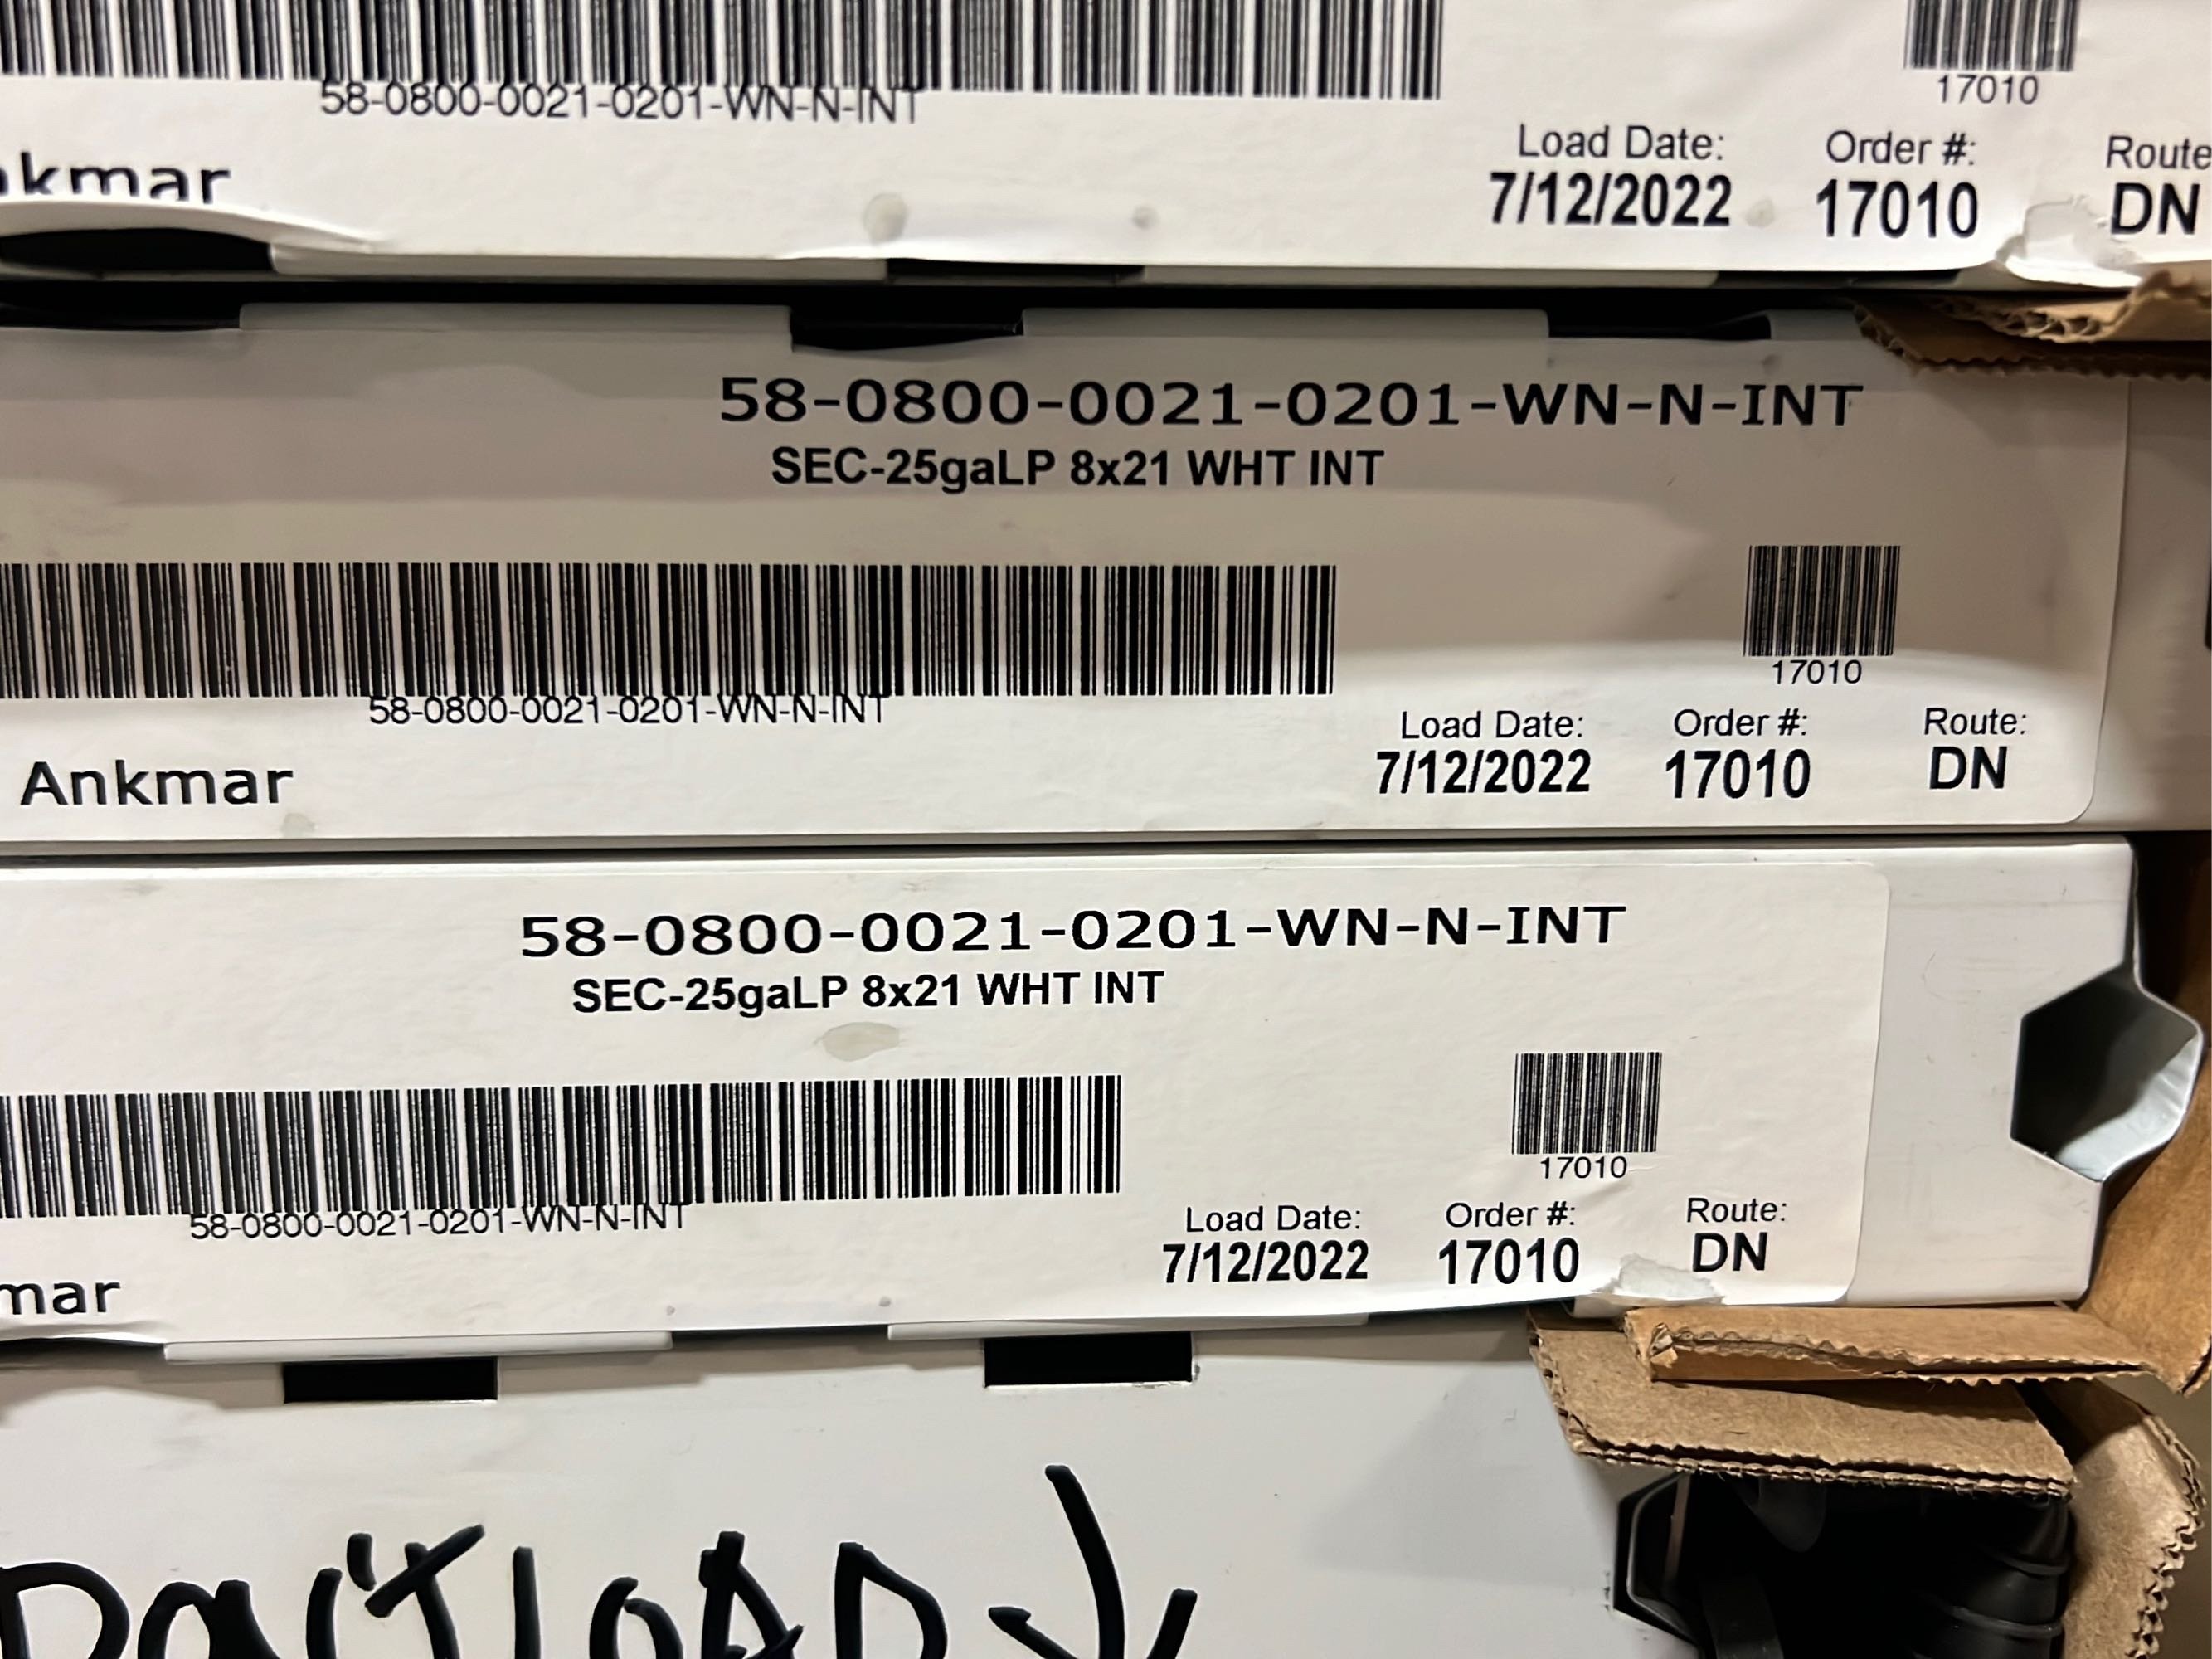 58-0800-0021-0201-WN-N-INT
17010
Load Date: Order #: Route
7/12/2022 17010 DN
58-0800-0021-0201-WN-N-INT
SEC-25gaLP 8x21 WHT INT
58-0800-0021-0201-WN-N-INT
17010
Ankmar
Load Date: Order #: Route:
7/12/2022 17010 DN
58-0800-0021-0201-WN-N-INT
SEC-25gaLP 8x21 WHT INT
58-0800-0021-0201-WN-N-INT
17010
mar
Load Date: Order #: Route:
7/12/2022 17010 DN
DON'T LOAD